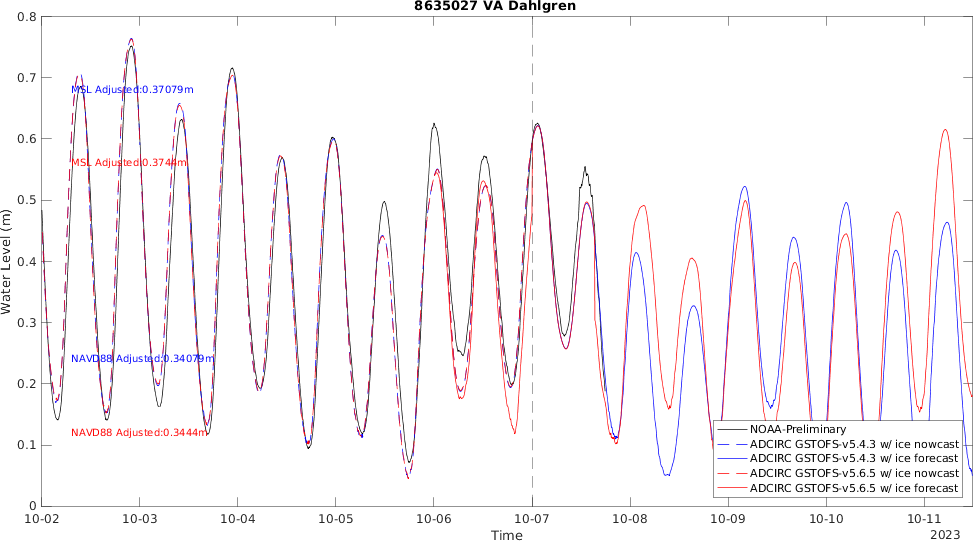 8635027 VA Dahlgren
0.8
0.7
0.6
0.5
0.4
0.3
0.2
0.1
0
Water Level (m)
MSL Adjusted:0.37079m
MSL Adjusted:0.3744m
NAVD88 Adjusted:0.34079m
NAVD88 Adjusted:0.3444m
NOAA-Preliminary
ADCIRC GSTOFS-v5.4.3 w/ ice nowcast
ADCIRC GSTOFS-v5.4.3 w/ ice forecast
ADCIRC GSTOFS-v5.6.5 w/ ice nowcast
ADCIRC GSTOFS-v5.6.5 w/ ice forecast
10-02 10-03 10-04 10-05 10-06 10-07 10-08 10-09 10-10 10-11
Time
2023